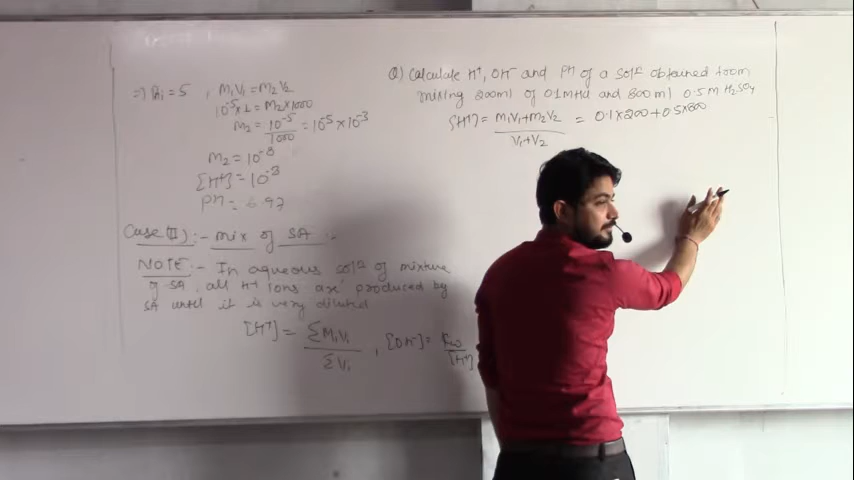 ⇒ = 5 , M₁V₁ = M₂V₂
10⁻⁵ × 1 = M₂ × 1000
M₂ = 10⁻⁵ / 1000 = 10⁻⁵ × 10⁻³
M₂ = 10⁻⁸
[H⁺] = 10⁻³
PH = 6.97
Case (II) :- mix of SA :-
NOTE :- In aqueous solⁿ of mixture
of SA, all H⁺ ions are produced by
SA until it is very diluted
[H⁺] = ΣMᵢVᵢ / ΣVᵢ , [OH⁻] = Kw / [H⁺]
Q) Calculate H⁺, OH⁻ and PH of a solⁿ obtained from
mixing 200ml of 0.1M HCl and 800ml 0.5M H₂SO₄
[H⁺] = M₁V₁+M₂V₂ / V₁+V₂ = 0.1×200+0.5×800